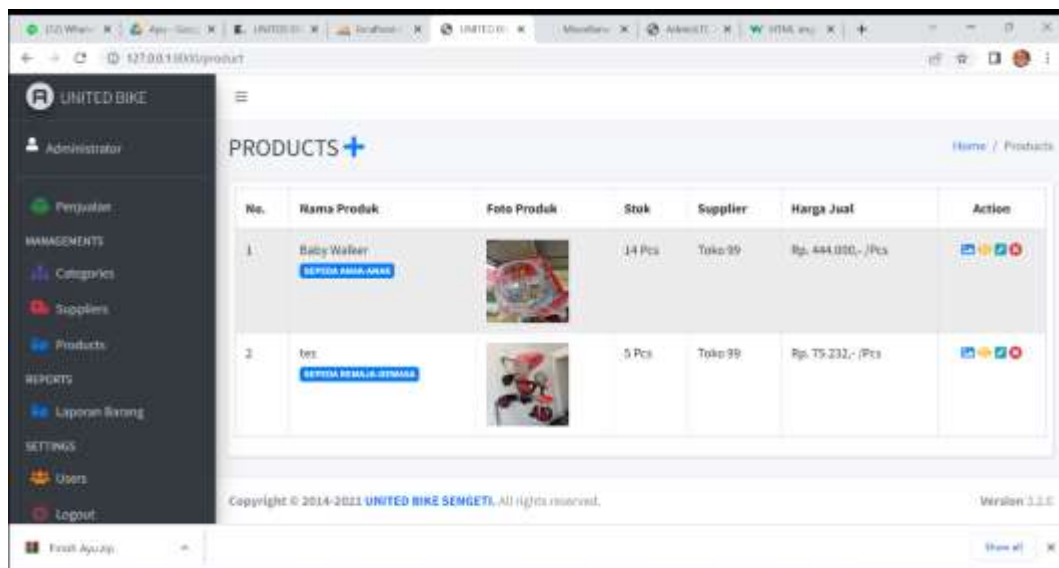 127.0.0.1:8000/product
UNITED BIKE
Administrator
PRODUCTS
Home / Products
Penjualan
MANAGEMENTS
Categories
Suppliers
Products
REPORTS
Laporan Barang
SETTINGS
Users
Logout
No. Nama Produk Foto Produk Stok Supplier Harga Jual Action
1 Baby Walker 14 Pcs Toko 99 Rp. 444.000,- /Pcs
SEPEDA ANAK-ANAK
2 tes 5 Pcs Toko 99 Rp. 75.232,- /Pcs
SEPEDA REMAJA-DEWASA
Copyright © 2014-2021 UNITED BIKE SENGETI. All rights reserved.
Version 3.2.0
Ayu.zip
Show all